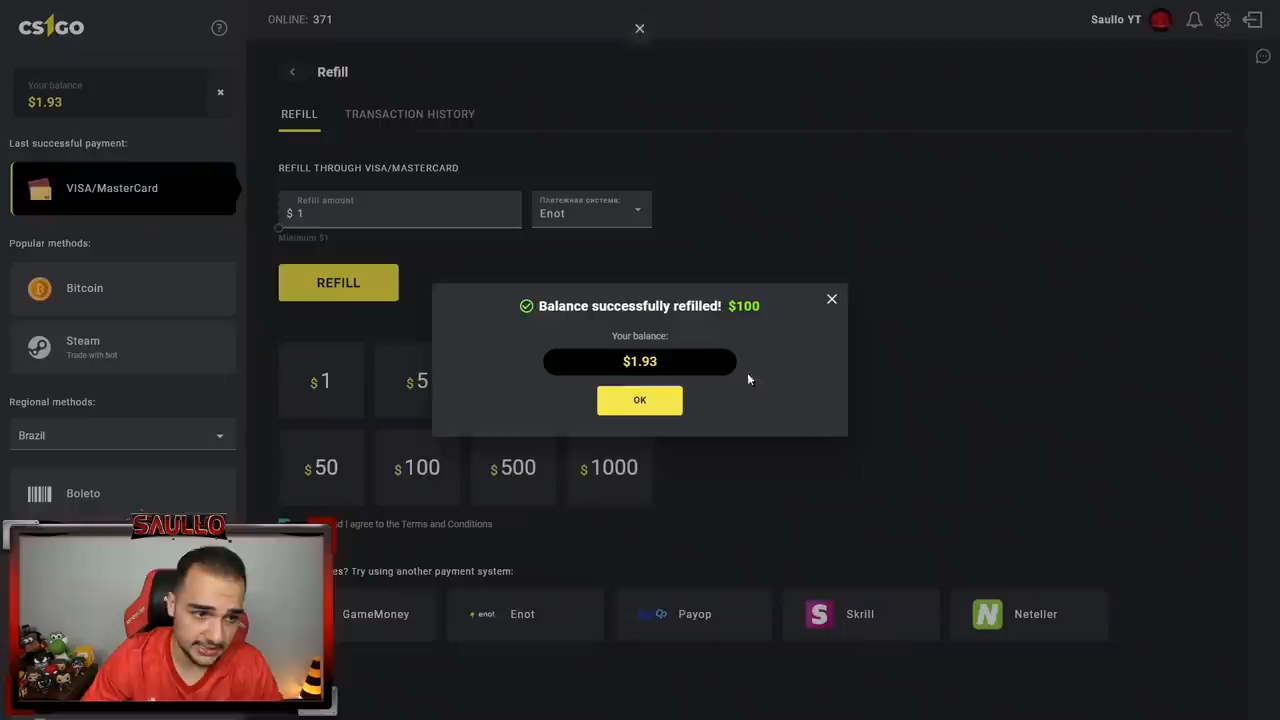 CS1GO
ONLINE: 371
Saullo YT
Your balance
$1.93
Refill
REFILL
TRANSACTION HISTORY
Last successful payment:
VISA/MasterCard
REFILL THROUGH VISA/MASTERCARD
Refill amount
$ 1
Платежная система:
Enot
Minimum $1
Popular methods:
Bitcoin
REFILL
Steam
Trade with bot
Balance successfully refilled! $100
Your balance:
$1.93
OK
$ 1
$ 5
Regional methods:
Brazil
$ 50
$ 100
$ 500
$ 1000
Boleto
I agree to the Terms and Conditions
SAULLO
Try using another payment system:
GameMoney
enot.
Enot
Payop
S
Skrill
N
Neteller